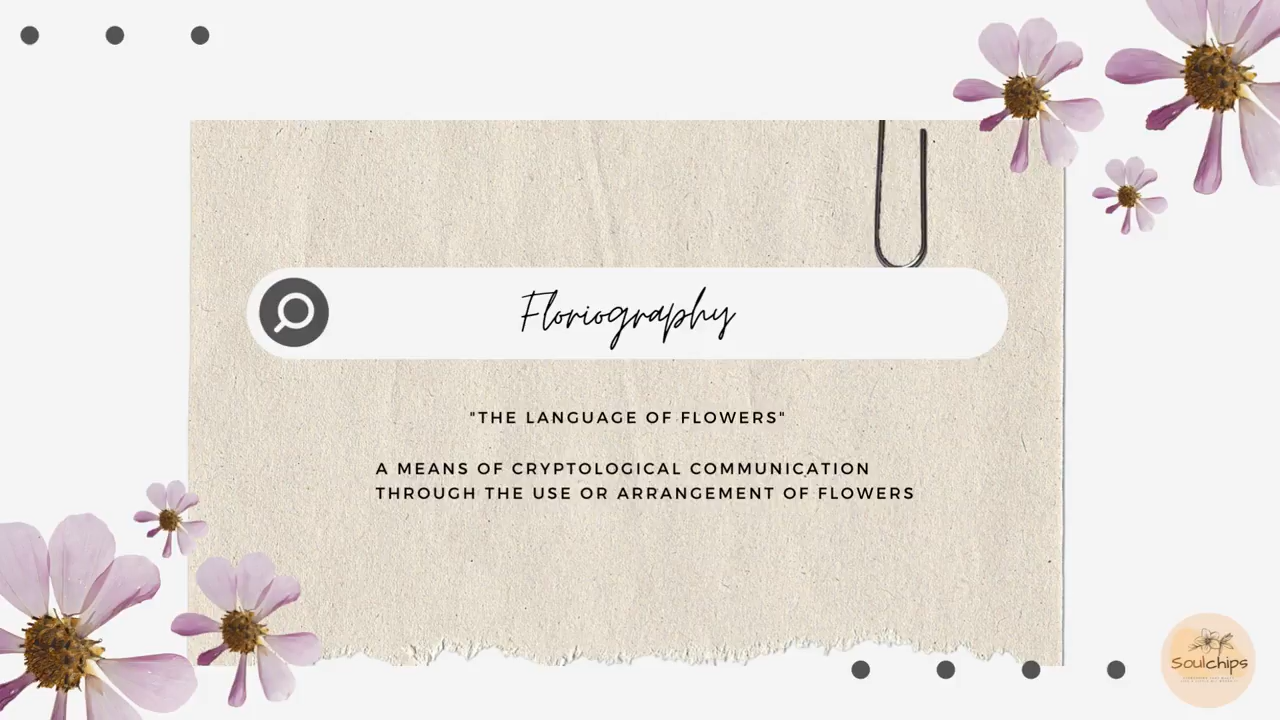 Floriography
"THE LANGUAGE OF FLOWERS"
A MEANS OF CRYPTOLOGICAL COMMUNICATION
THROUGH THE USE OR ARRANGEMENT OF FLOWERS
Soulchips